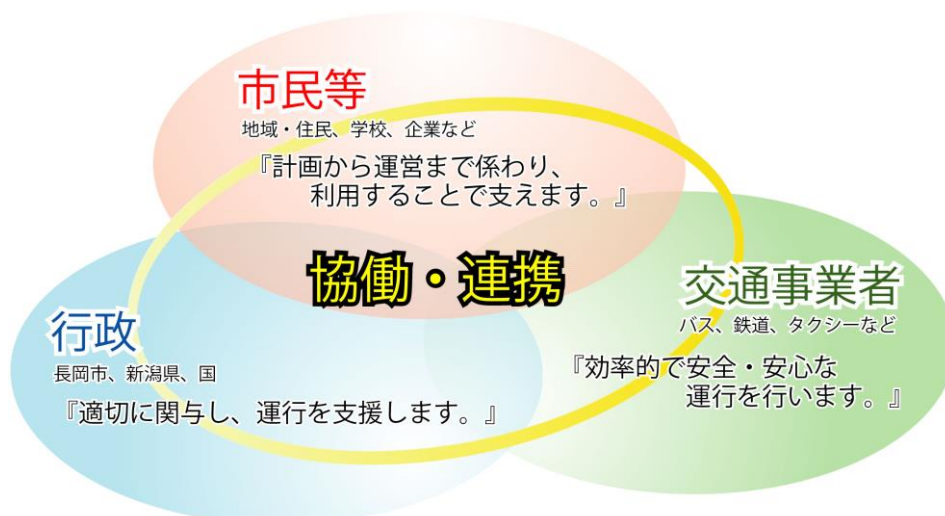 市民等
地域・住民、学校、企業など
『計画から運営まで係わり、
利用することで支えます。』
協働・連携
行政
長岡市、新潟県、国
『適切に関与し、運行を支援します。』
交通事業者
バス、鉄道、タクシーなど
『効率的で安全・安心な
運行を行います。』